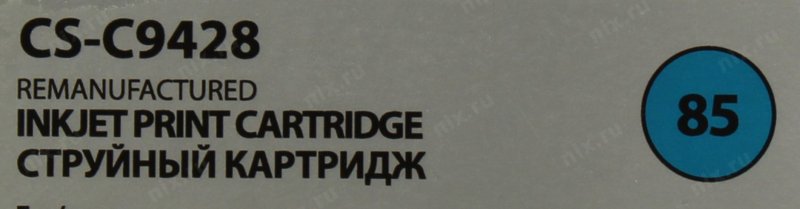 CS-C9428
REMANUFACTURED
INKJET PRINT CARTRIDGE
СТРУЙНЫЙ КАРТРИДЖ
85